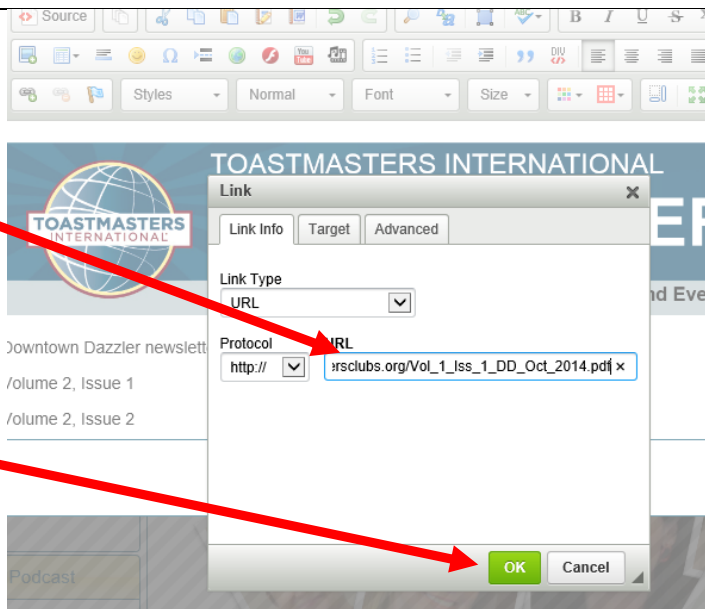 Source
B I U S
Styles Normal Font Size
TOASTMASTERS INTERNATIONAL
TOASTMASTERS
INTERNATIONAL
Link
Link Info Target Advanced
Link Type
URL
nd Eve
Downtown Dazzler newslett
Protocol URL
http:// ersclubs.org/Vol_1_Iss_1_DD_Oct_2014.pdf
Volume 2, Issue 1
Volume 2, Issue 2
OK Cancel
Podcast